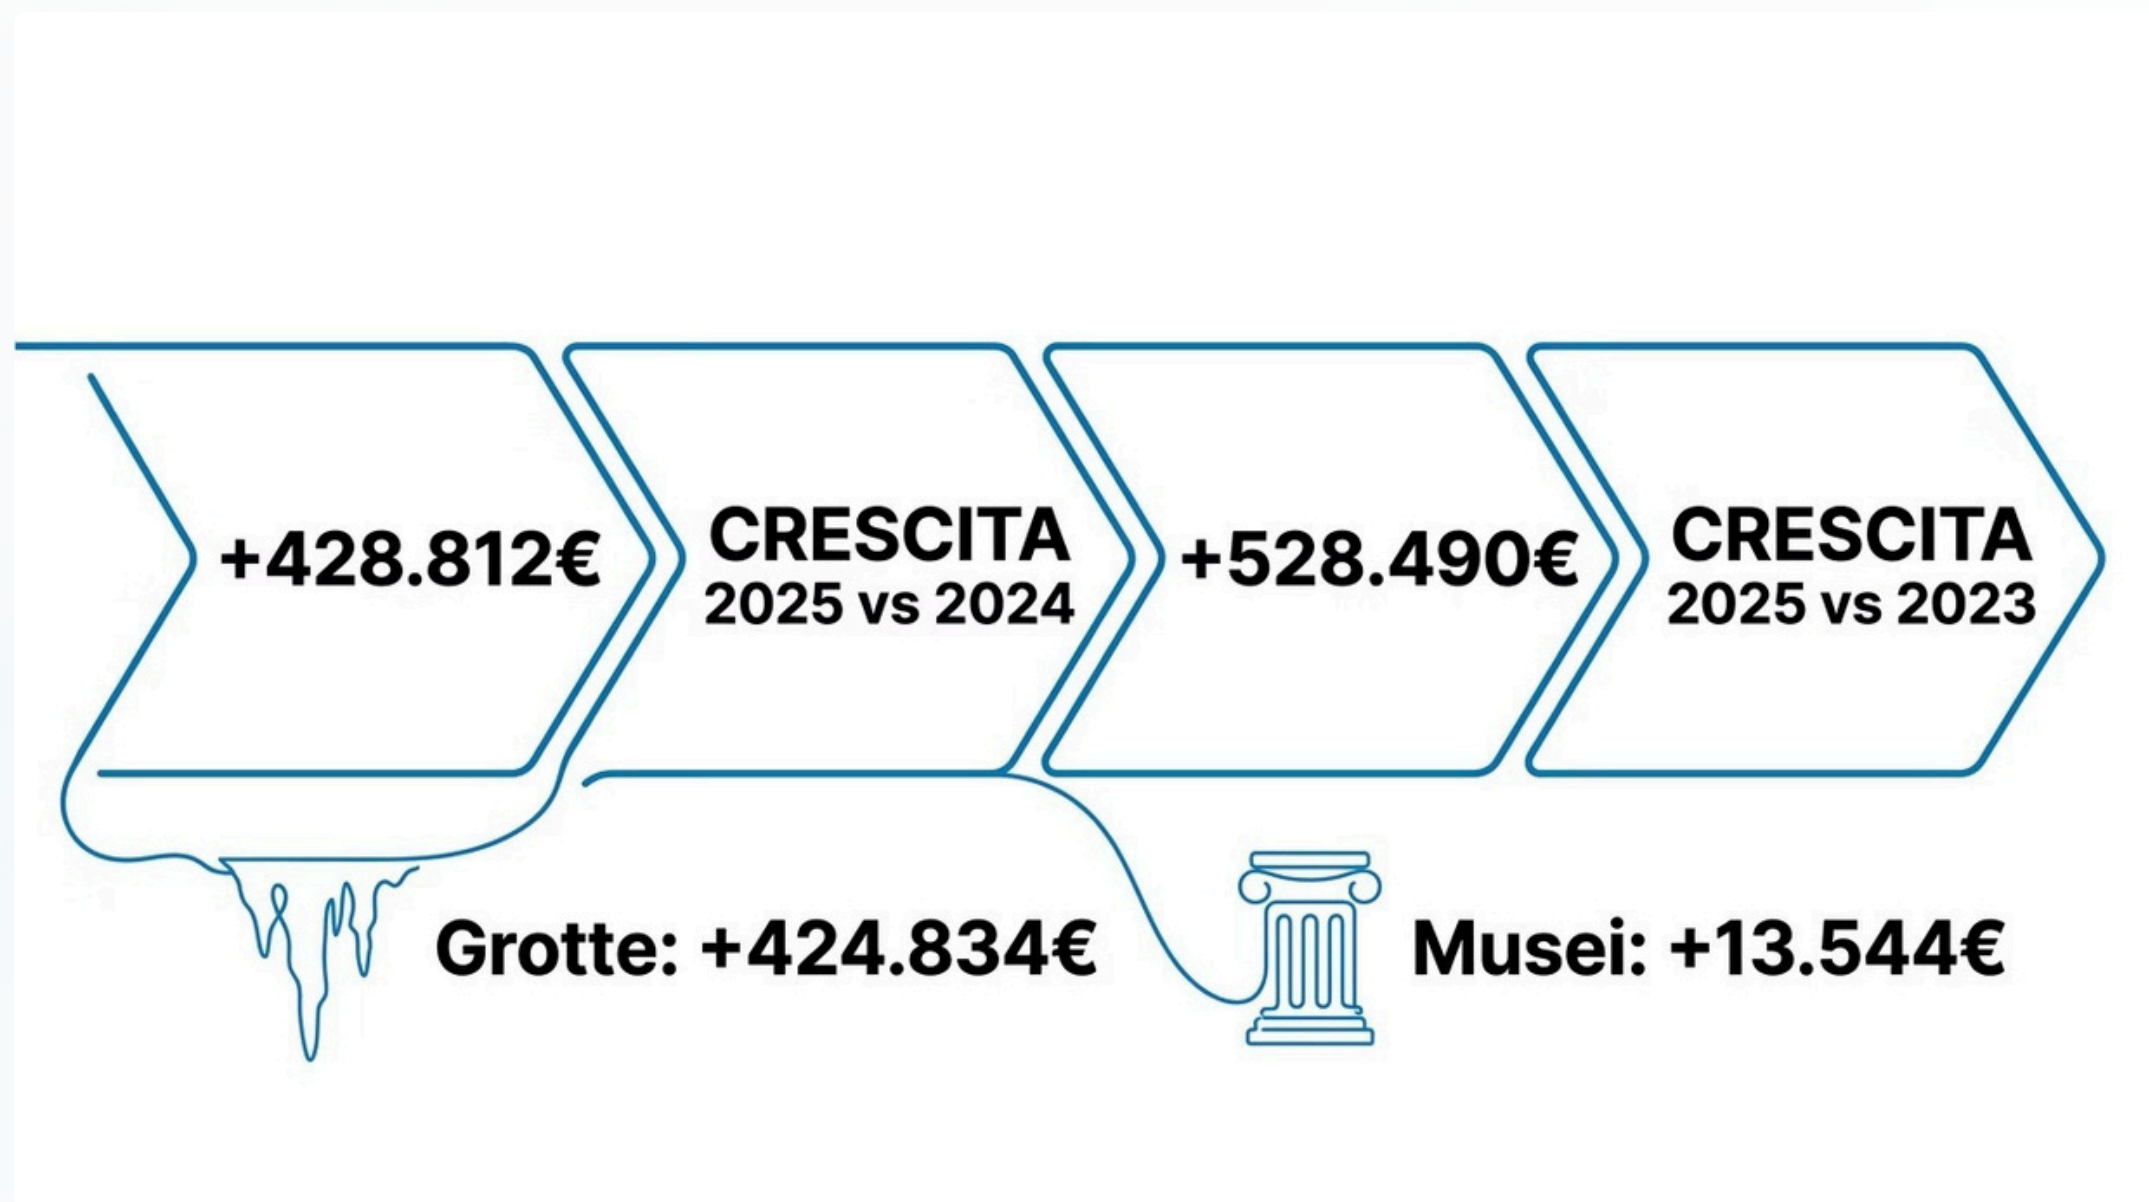 +428.812€
CRESCITA
2025 vs 2024
+528.490€
CRESCITA
2025 vs 2023
Grotte: +424.834€
Musei: +13.544€